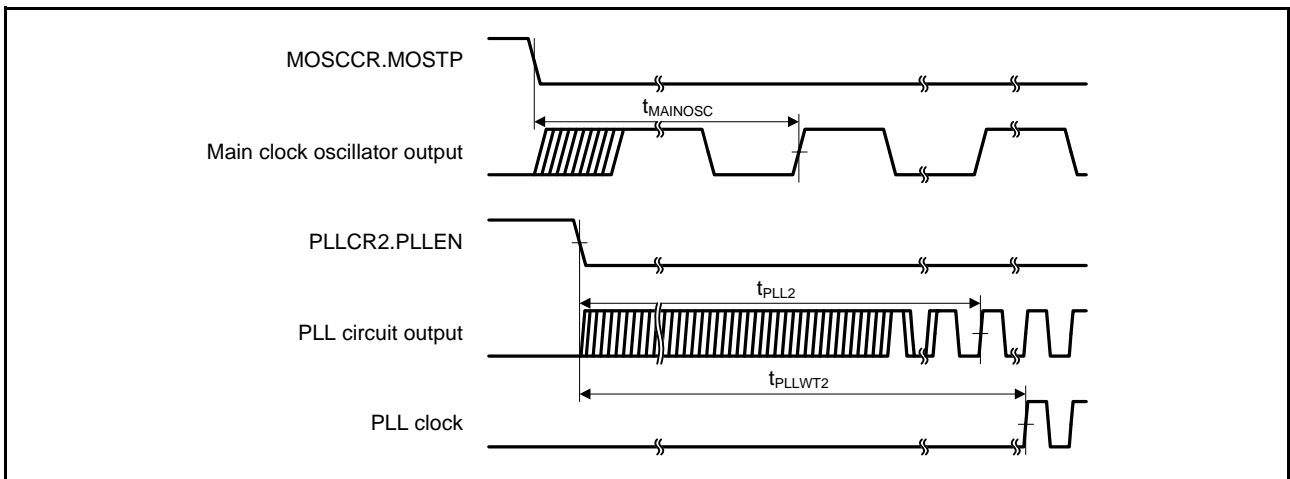 MOSCCR.MOSTP
tMAINOSC
Main clock oscillator output
PLLCR2.PLLEN
tPLL2
PLL circuit output
tPLLWT2
PLL clock